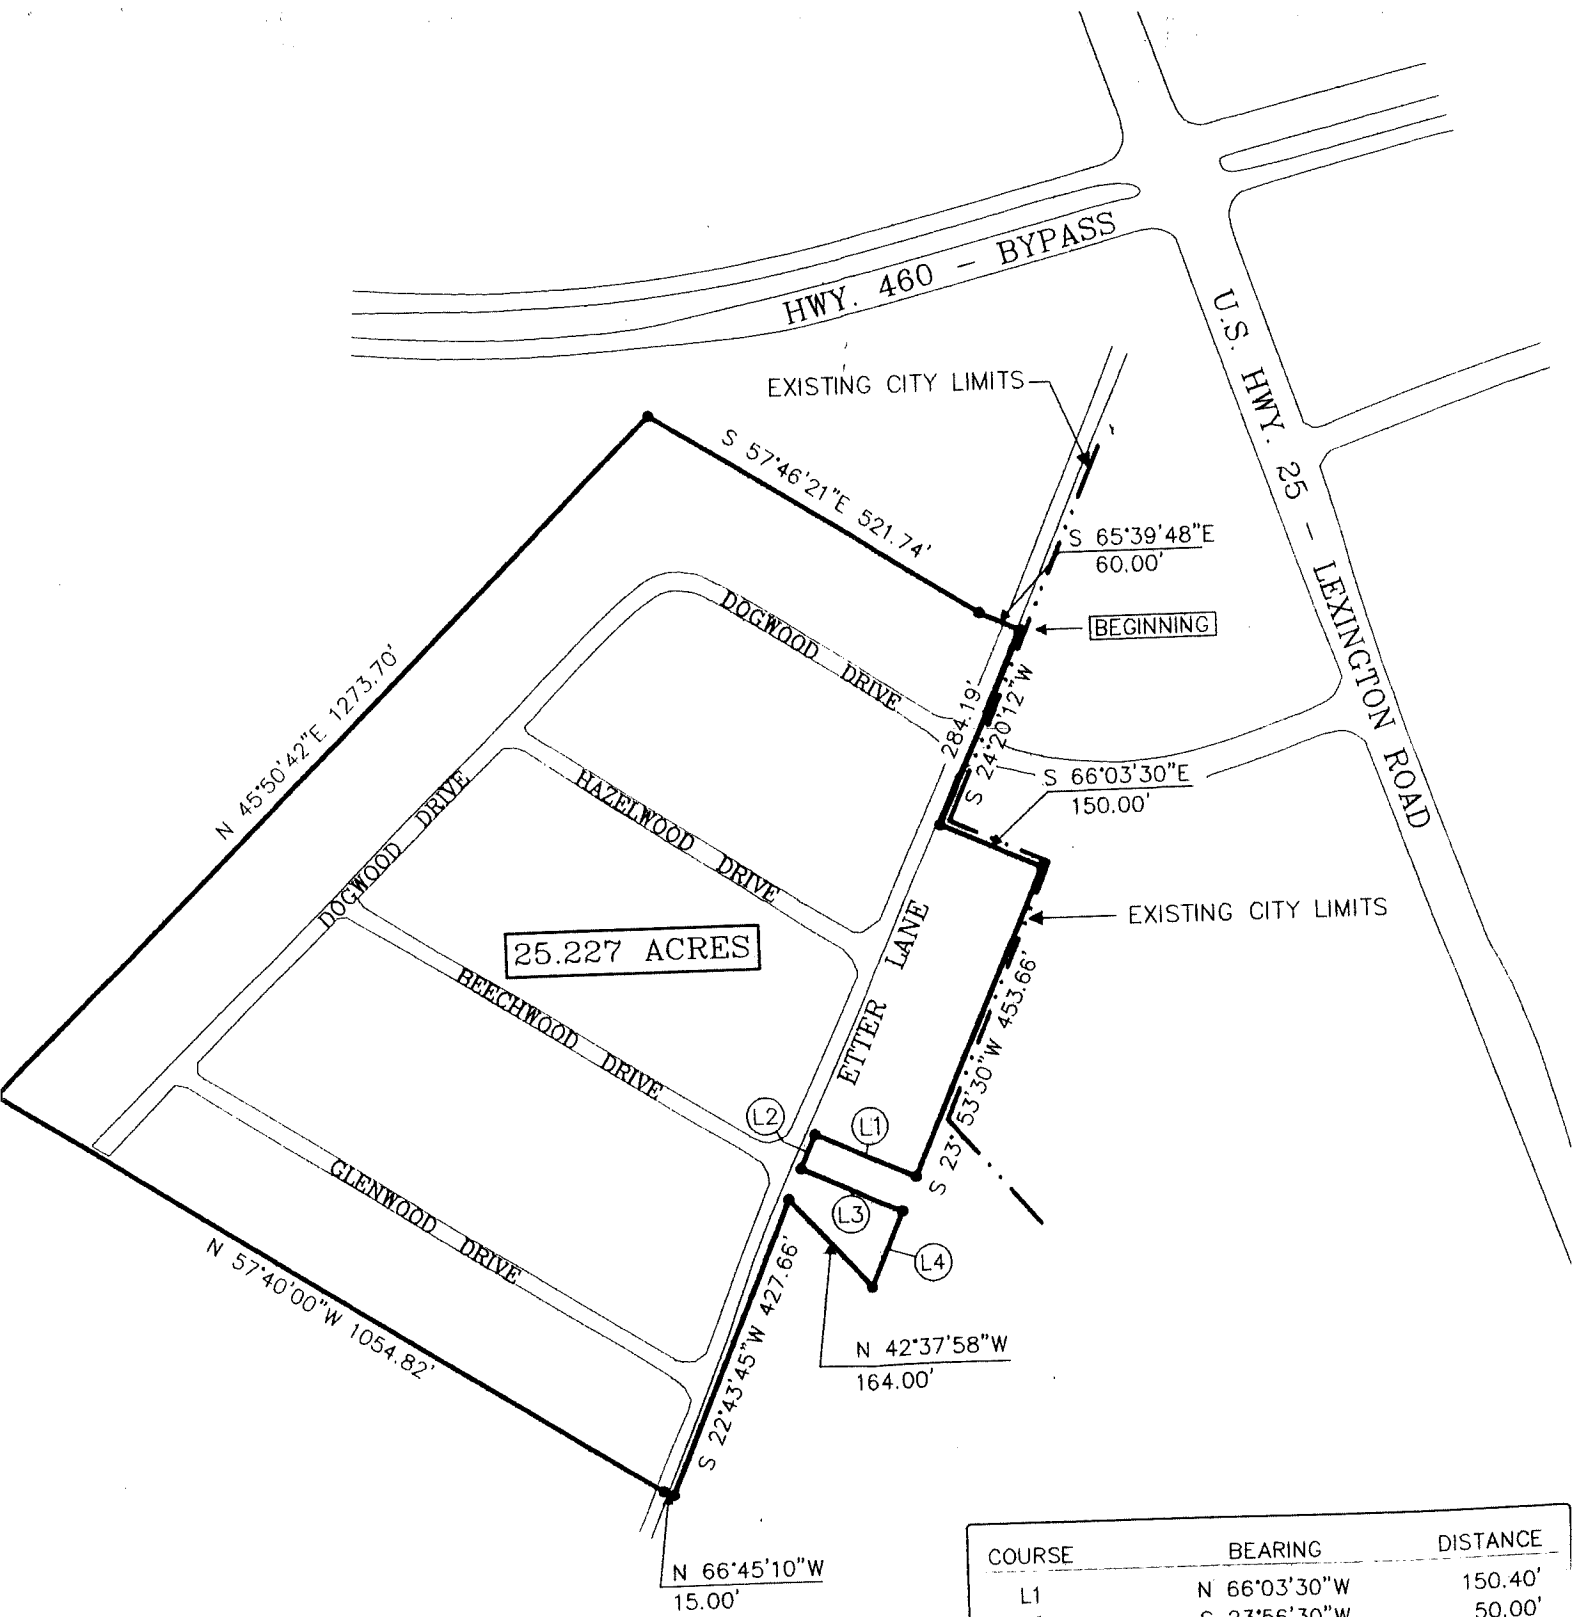 HWY. 460 - BYPASS
U.S. HWY. 25 - LEXINGTON ROAD
EXISTING CITY LIMITS
S 57°46'21"E 521.74'
S 65°39'48"E
60.00'
BEGINNING
DOGWOOD DRIVE
284.19'
S 24°20'12"W
N 45°50'42"E 1273.70'
S 66°03'30"E
150.00'
HAZELWOOD DRIVE
DOGWOOD DRIVE
EXISTING CITY LIMITS
25.227 ACRES
ETTER LANE
BEECHWOOD DRIVE
S 23°53'30"W 453.66'
L2
L1
GLENWOOD DRIVE
L3
L4
N 57°40'00"W 1054.82'
S 22°43'45"W 427.66'
N 42°37'58"W
164.00'
N 66°45'10"W
15.00'
COURSE BEARING DISTANCE
L1 N 66°03'30"W 150.40'
S 23°56'30"W 50.00'